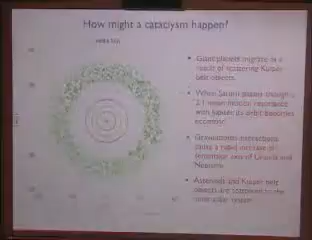 How might a cataclysm happen?
Giant planets migrate as a
result of scattering Kuiper
belt objects.
When Saturn passes through
2:1 mean motion resonance
with Jupiter its orbit becomes
eccentric.
Gravitational interactions
cause a rapid increase of
semimajor axis of Uranus and
Neptune
Asteroids and Kuiper belt
objects are scattered to the
inner solar system